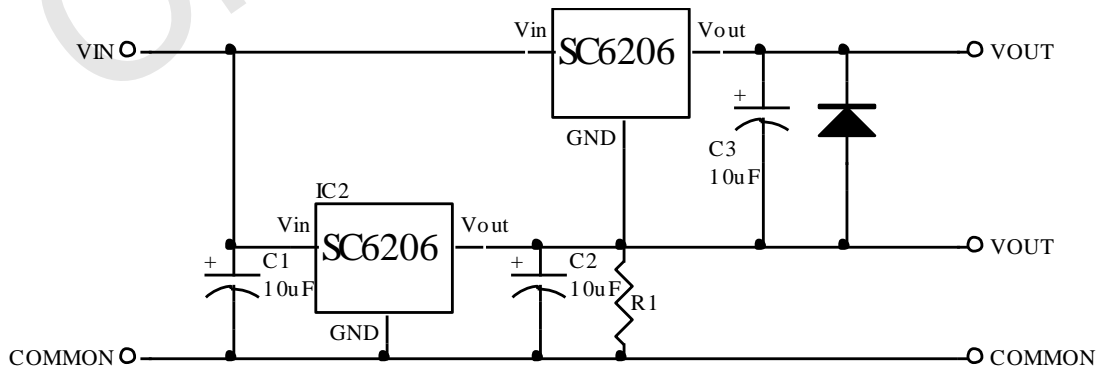 Vin
SC6206
Vout
VIN
VOUT
GND
+
C3
10uF
IC2
Vin
SC6206
Vout
VOUT
+
C1
10uF
+
C2
10uF
R1
GND
COMMON
COMMON